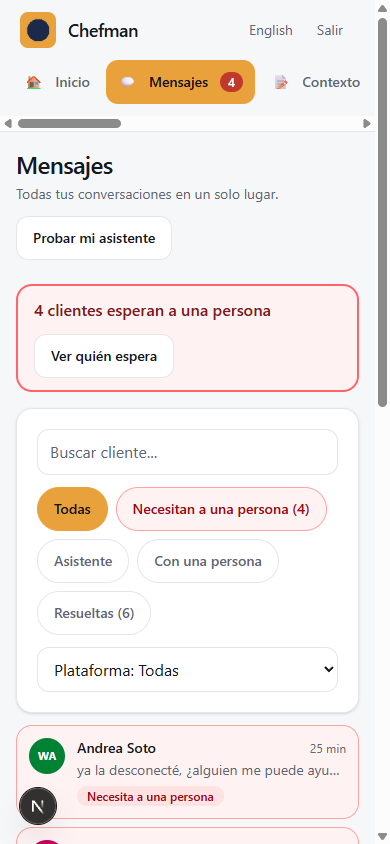 Chefman
English
Salir
Inicio
Mensajes
4
Contexto
Mensajes
Todas tus conversaciones en un solo lugar.
Probar mi asistente
4 clientes esperan a una persona
Ver quién espera
Buscar cliente...
Todas
Necesitan a una persona (4)
Asistente
Con una persona
Resueltas (6)
Plataforma: Todas
WA
Andrea Soto
25 min
ya la desconecté, ¿alguien me puede ayu...
Necesita a una persona
N